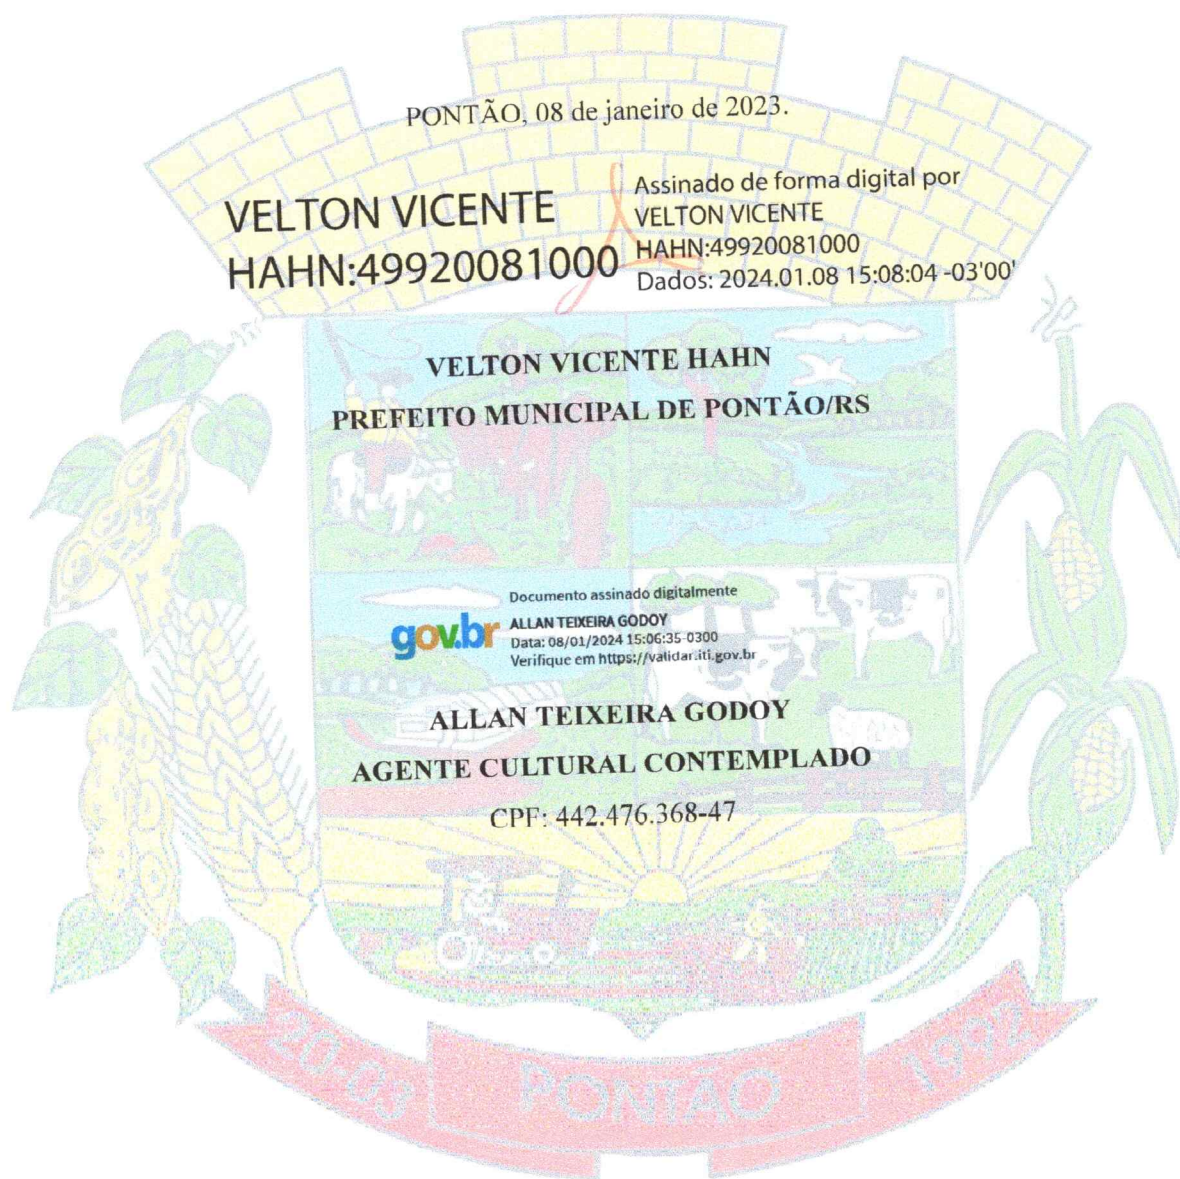 PONTÃO, 08 de janeiro de 2023.
VELTON VICENTE
HAHN:49920081000
Assinado de forma digital por
VELTON VICENTE
HAHN:49920081000
Dados: 2024.01.08 15:08:04 -03'00'
VELTON VICENTE HAHN
PREFEITO MUNICIPAL DE PONTÃO/RS
Documento assinado digitalmente
gov.br
ALLAN TEIXEIRA GODOY
Data: 08/01/2024 15:06:35-0300
Verifique em https://validar.iti.gov.br
ALLAN TEIXEIRA GODOY
AGENTE CULTURAL CONTEMPLADO
CPF: 442.476.368-47
20-03
PONTÃO
1992